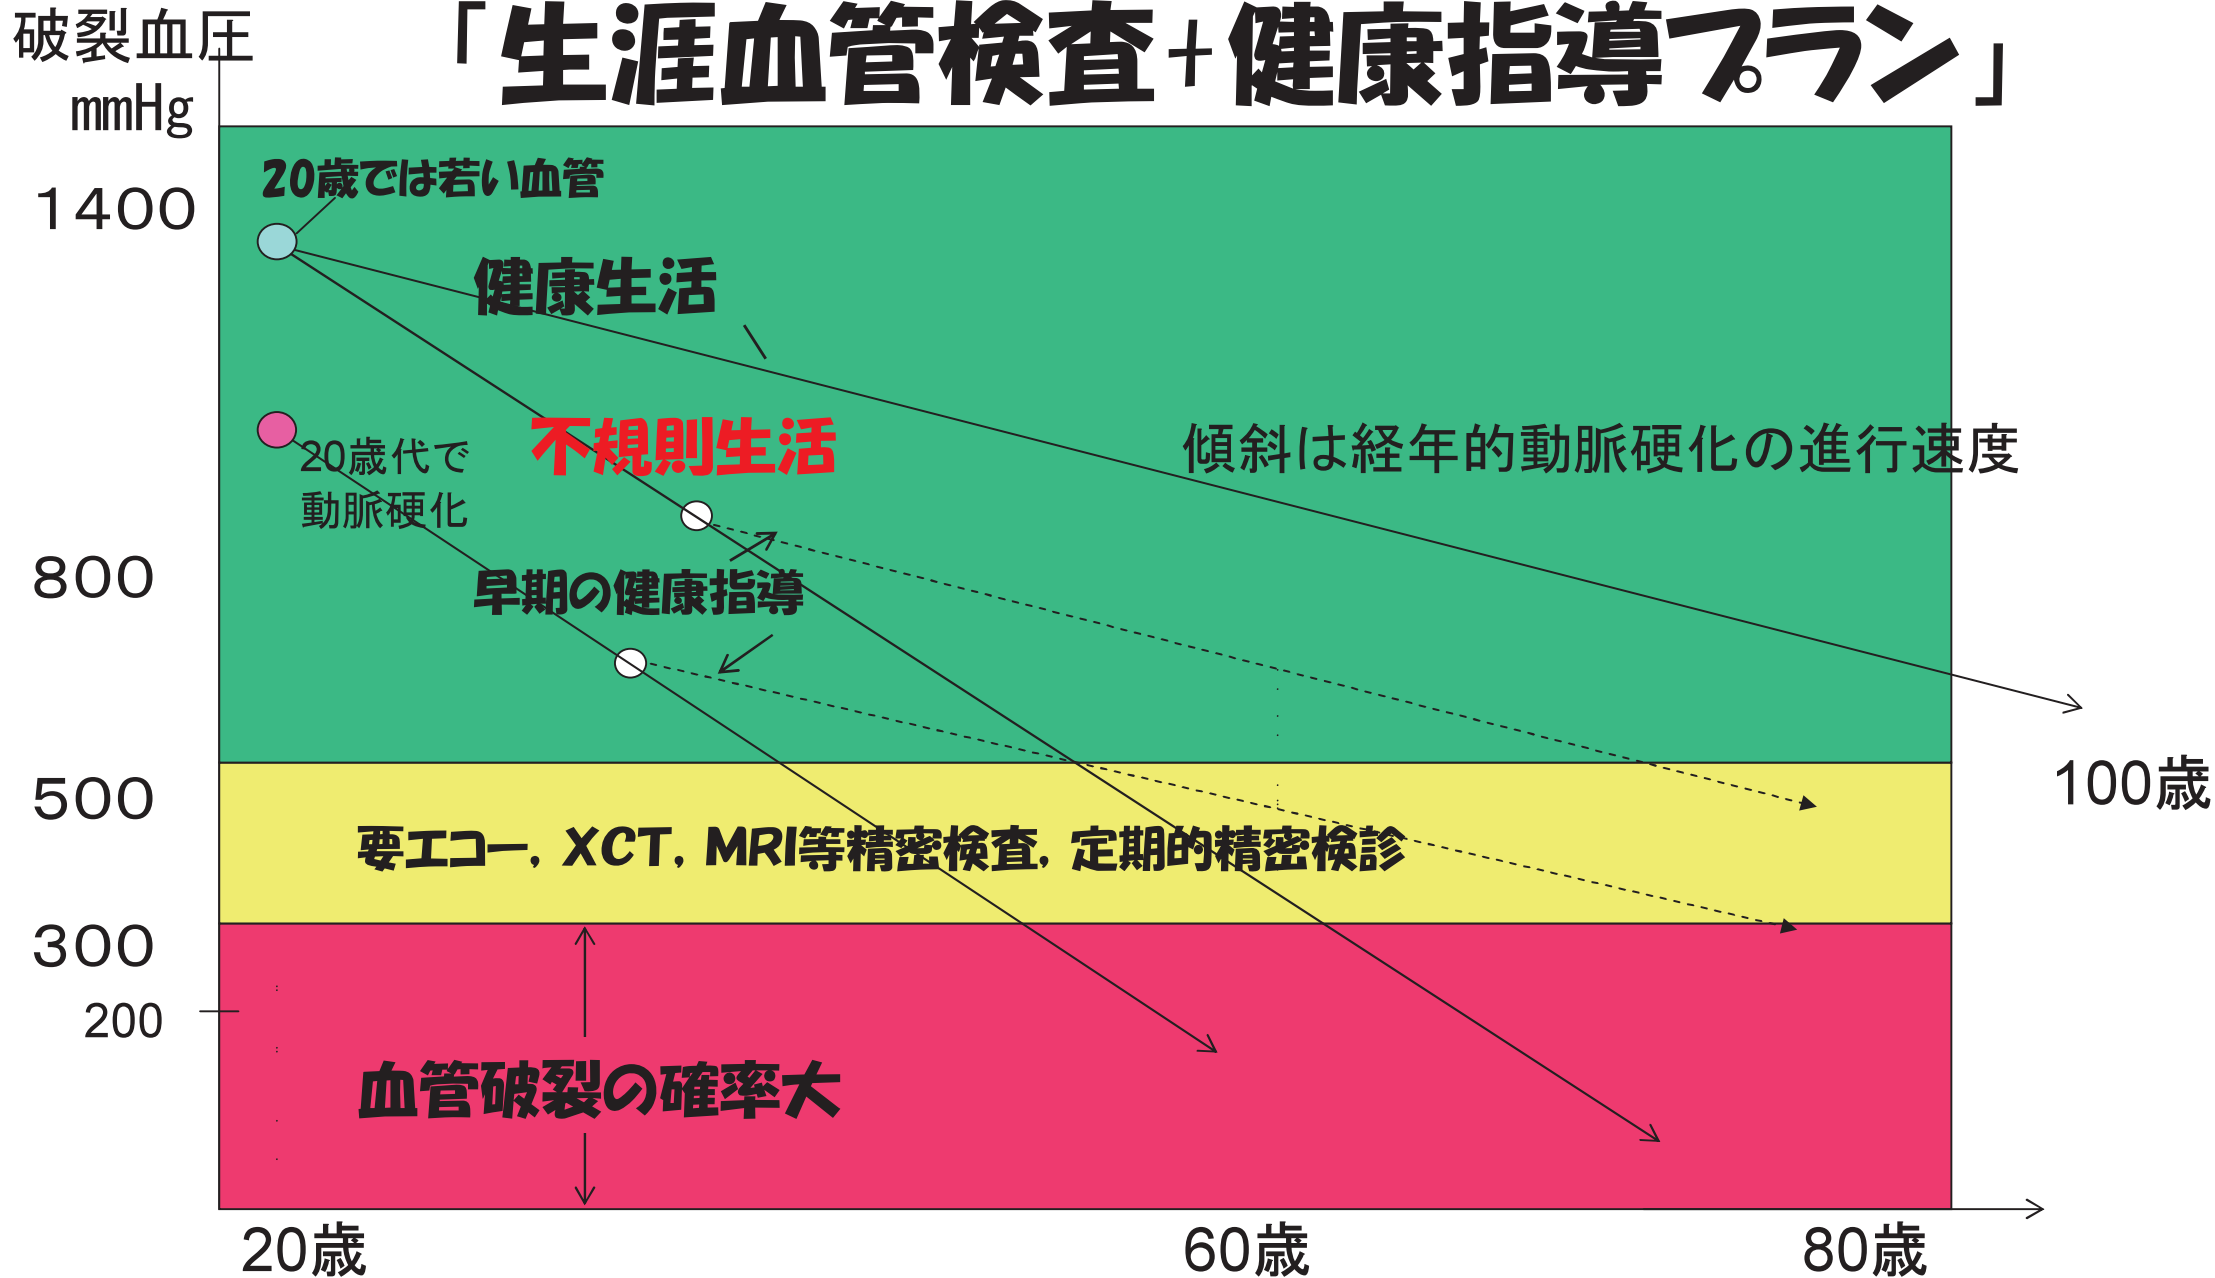 「生涯血管検査+健康指導プラン」
破裂血圧
mmHg
1400
20歳では若い血管
健康生活
不規則生活
傾斜は経年的動脈硬化の進行速度
20歳代で
動脈硬化
800
早期の健康指導
500
100歳
要エコー, XCT, MRI等精密検査, 定期的精密検診
300
200
血管破裂の確率大
20歳
60歳
80歳